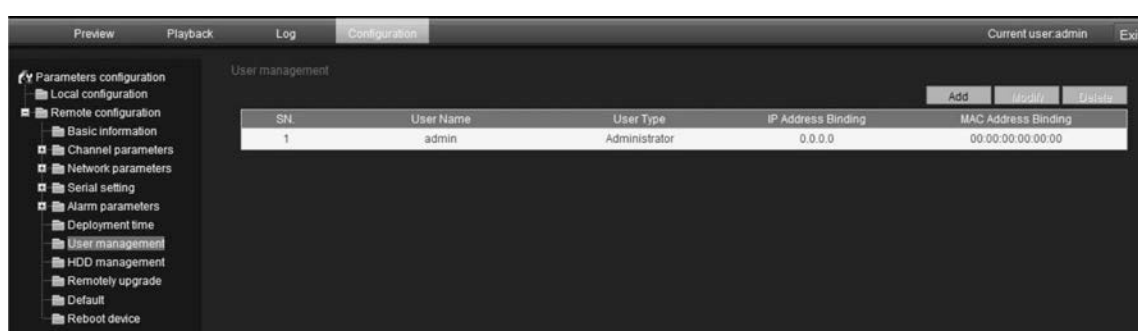 Preview Playback Log Configuration Current user:admin Exi
Parameters configuration
Local configuration
Remote configuration
Basic information
Channel parameters
Network parameters
Serial setting
Alarm parameters
Deployment time
User management
HDD management
Remotely upgrade
Default
Reboot device
User management
Add Modify Delete
SN. User Name User Type IP Address Binding MAC Address Binding
1 admin Administrator 0.0.0.0 00:00:00:00:00:00